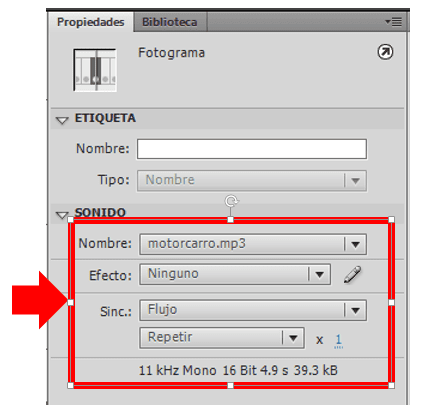 Propiedades Biblioteca
Fotograma
ETIQUETA
Nombre:
Tipo: Nombre
SONIDO
Nombre: motorcarro.mp3
Efecto: Ninguno
Sinc.: Flujo
Repetir x 1
11 kHz Mono 16 Bit 4.9 s 39.3 kB